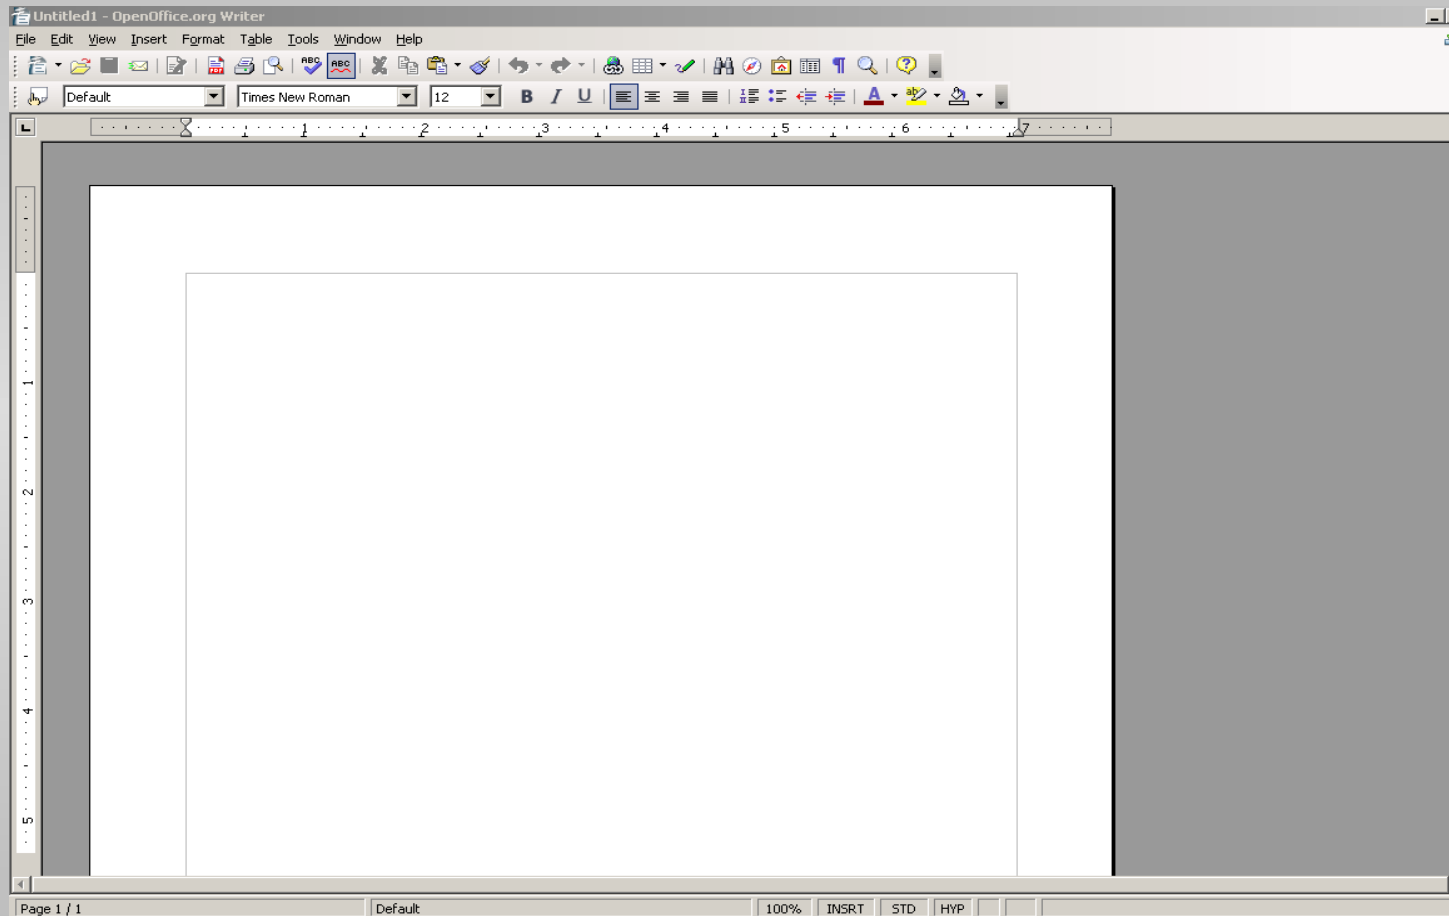 Untitled1 - OpenOffice.org Writer
File Edit View Insert Format Table Tools Window Help
ABC ABC
Default Times New Roman 12 B I U A ab
1 2 3 4 5 6 7
1
2
3
4
5
Page 1 / 1 Default 100% INSRT STD HYP